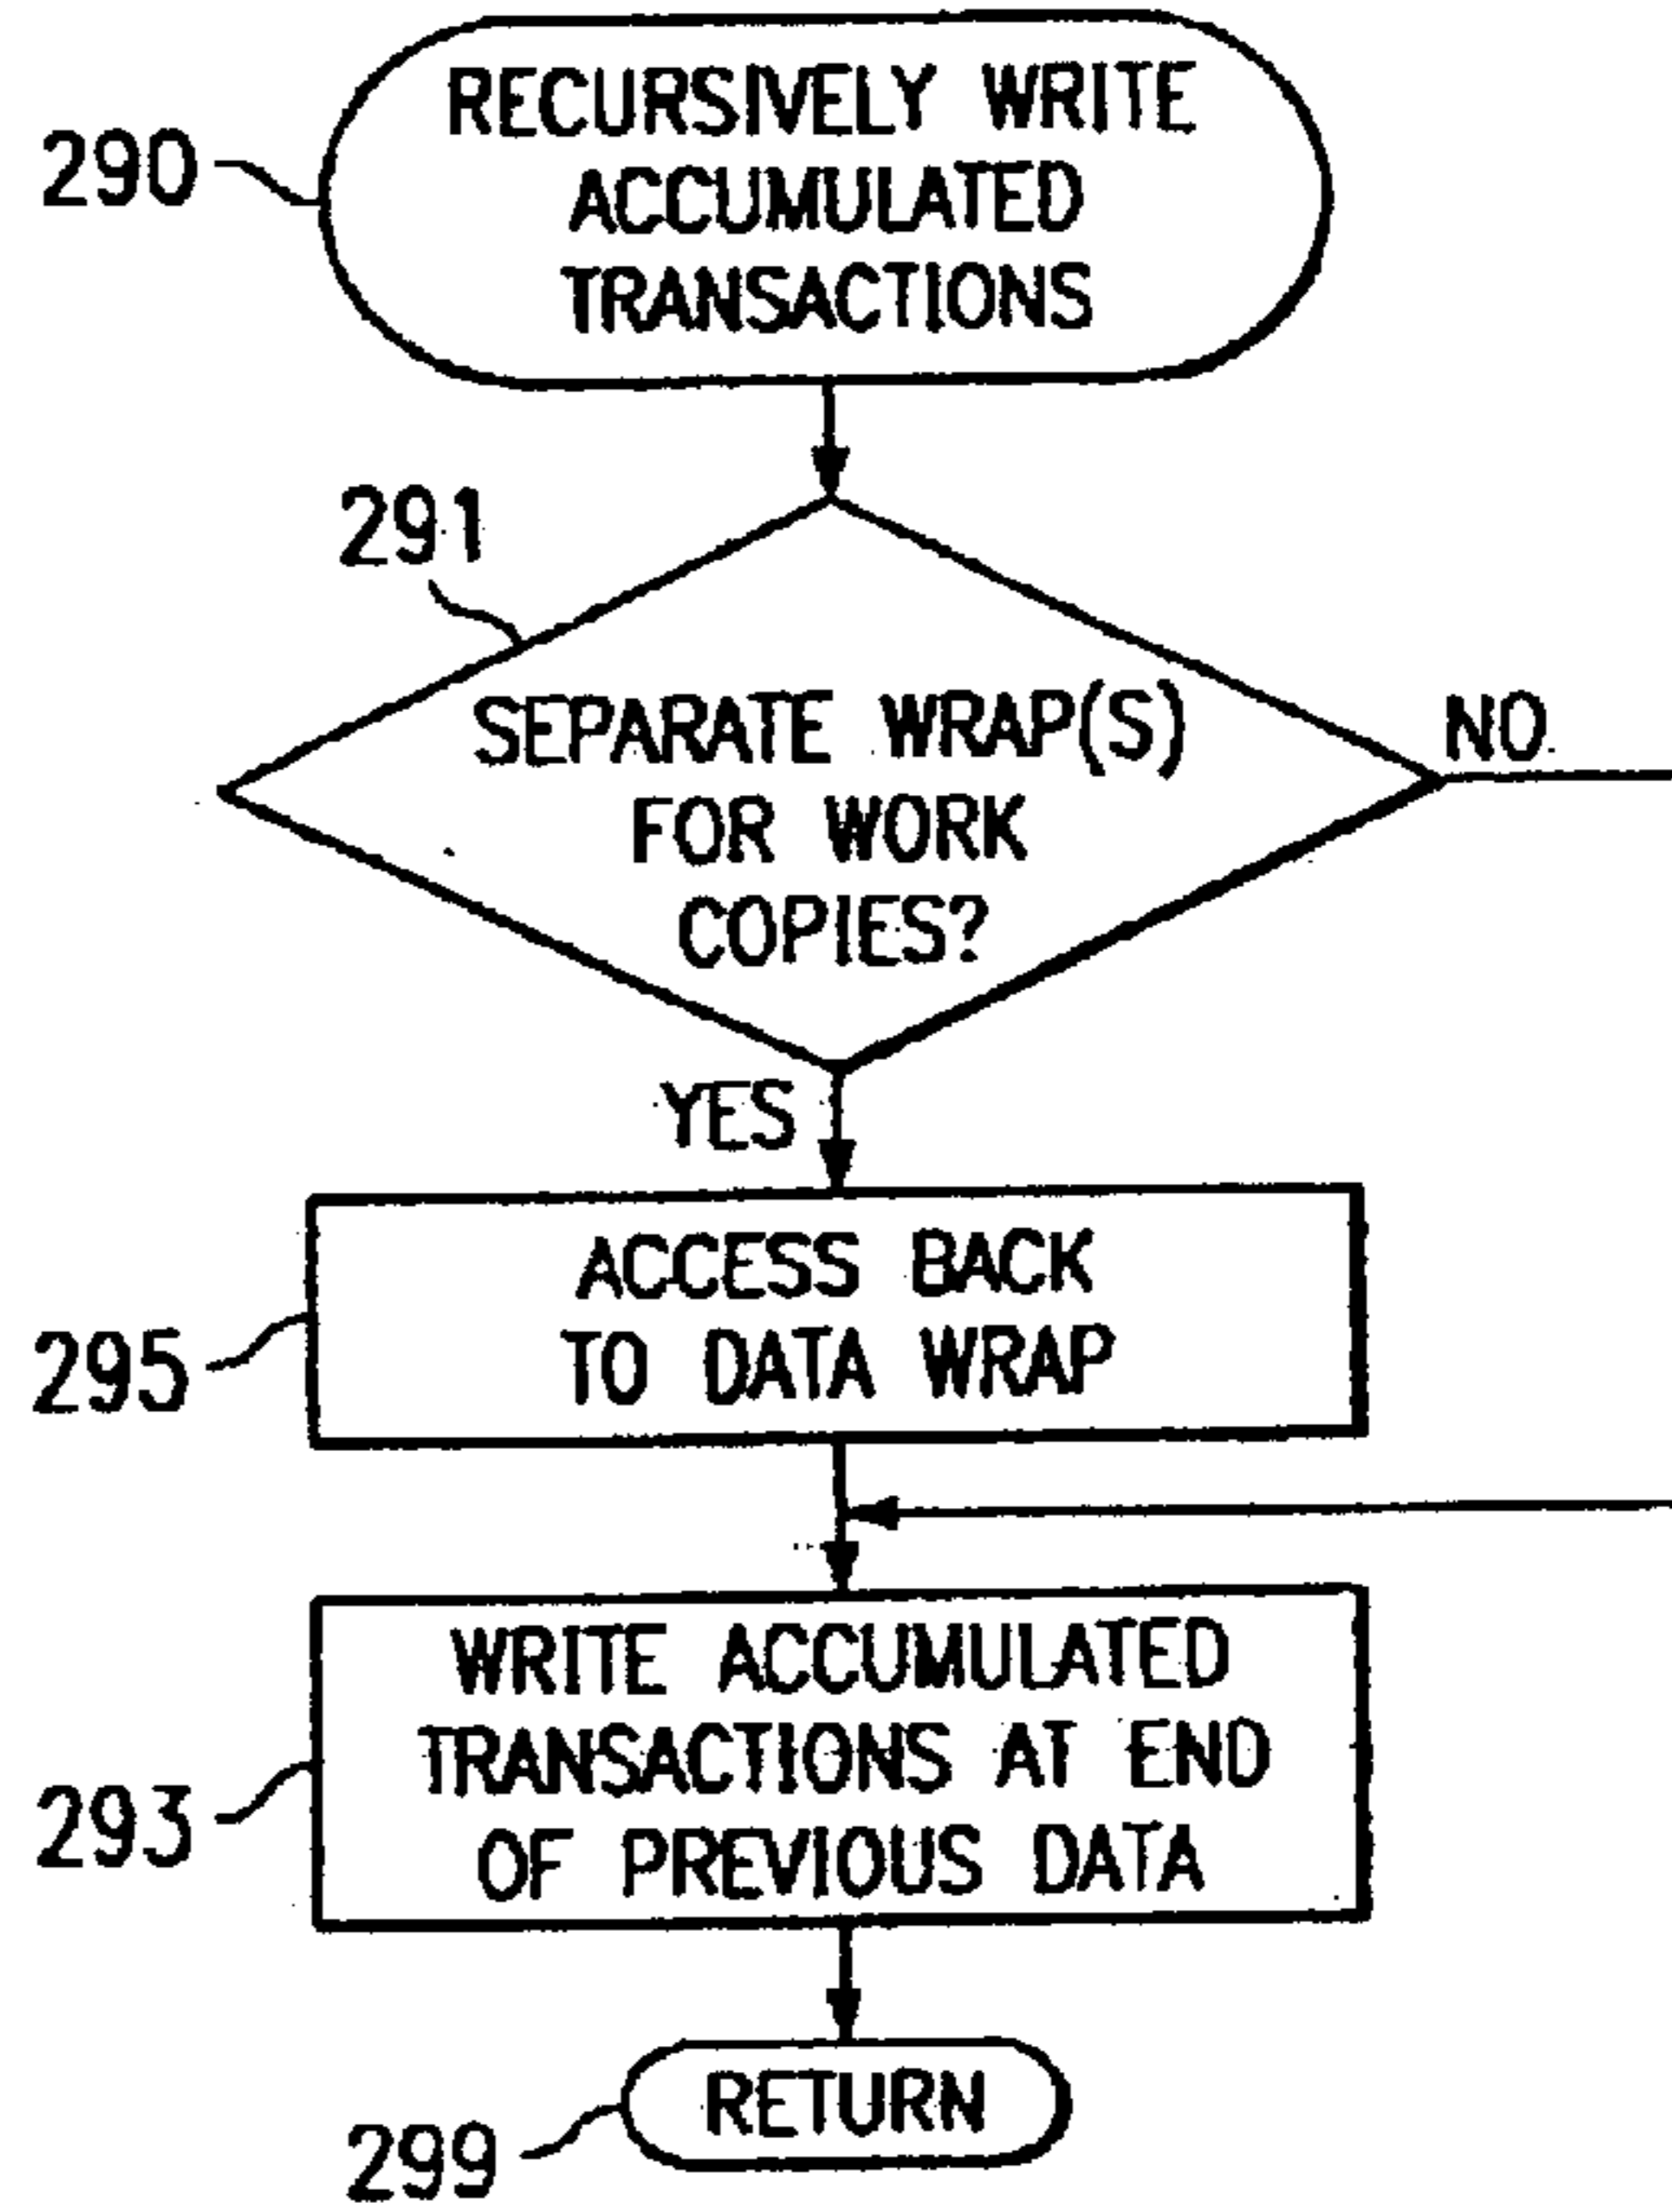 290
RECURSIVELY WRITE
ACCUMULATED
TRANSACTIONS
291
SEPARATE WRAP(S)
FOR WORK
COPIES?
NO
YES
295
ACCESS BACK
TO DATA WRAP
293
WRITE ACCUMULATED
TRANSACTIONS AT END
OF PREVIOUS DATA
299
RETURN